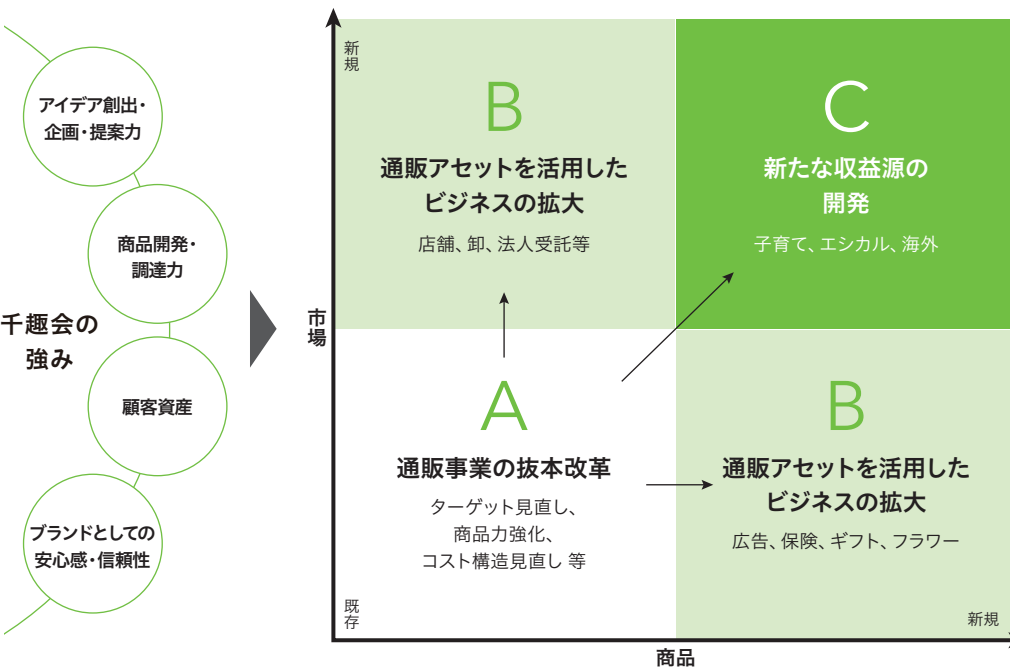 アイデア創出・
企画・提案力
商品開発・
調達力
千趣会の
強み
顧客資産
ブランドとしての
安心感・信頼性
新規
市場
既存
B
通販アセットを活用した
ビジネスの拡大
店舗、卸、法人受託等
C
新たな収益源の
開発
子育て、エシカル、海外
A
通販事業の抜本改革
ターゲット見直し、
商品力強化、
コスト構造見直し 等
B
通販アセットを活用した
ビジネスの拡大
広告、保険、ギフト、フラワー
新規
商品